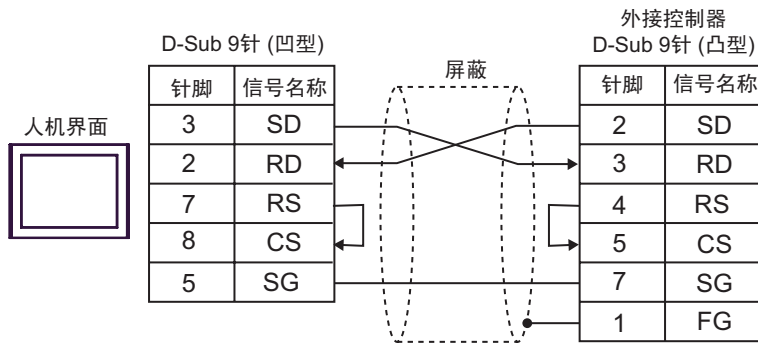 外接控制器
D-Sub 9针 (凹型)
D-Sub 9针 (凸型)
屏蔽
人机界面
针脚 信号名称 针脚 信号名称
3 SD 2 SD
2 RD 3 RD
7 RS 4 RS
8 CS 5 CS
5 SG 7 SG
1 FG